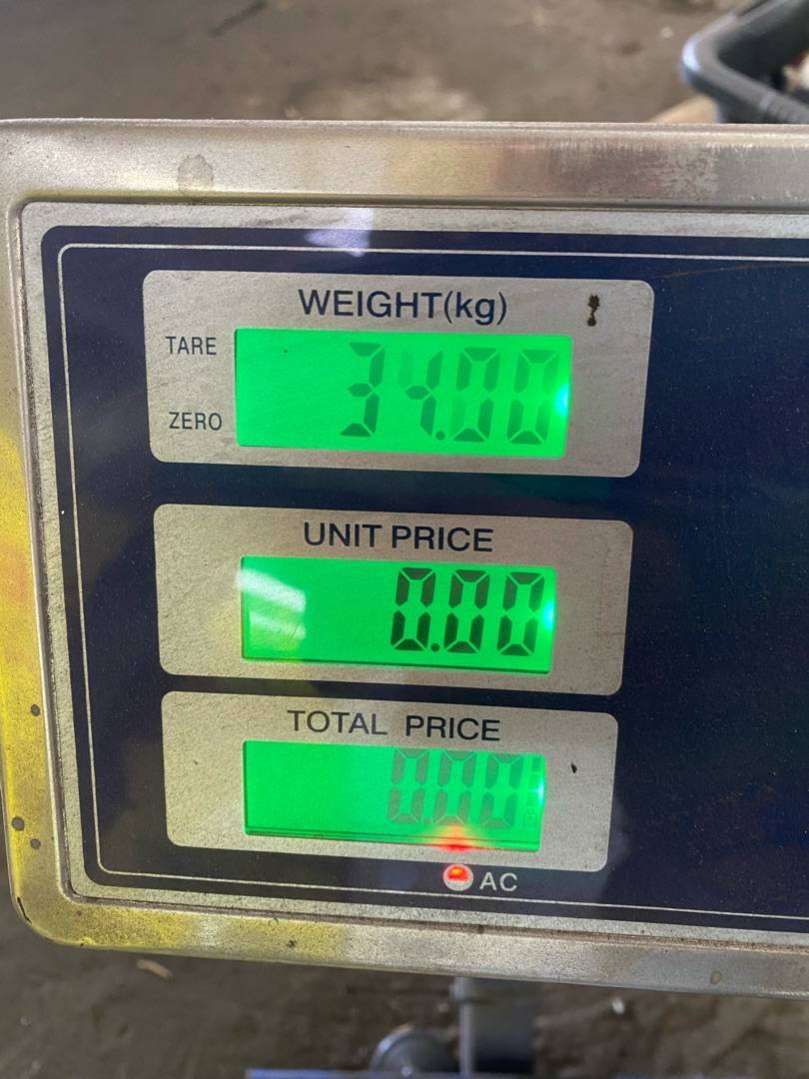 WEIGHT(kg)
TARE
34.00
ZERO
UNIT PRICE
0.00
TOTAL PRICE
0.00
AC